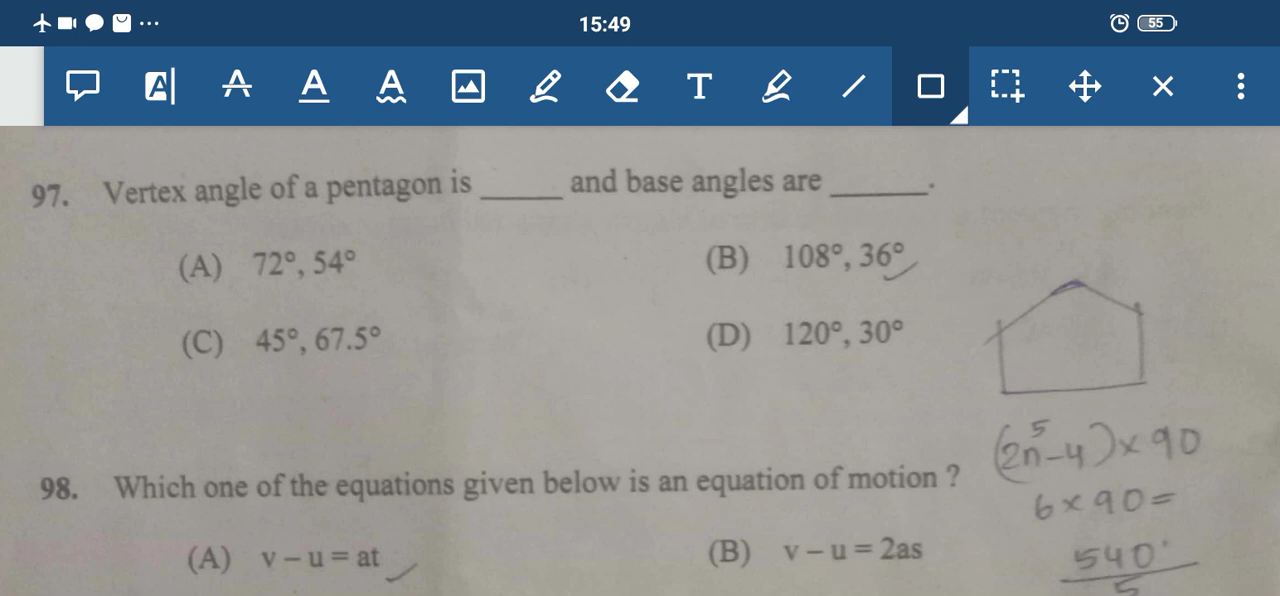 15:49
55
A
A
A
A
T
97. Vertex angle of a pentagon is _____ and base angles are ______.
(A) 72°, 54°
(B) 108°, 36°
(C) 45°, 67.5°
(D) 120°, 30°
5
(2n-4)×90
98. Which one of the equations given below is an equation of motion ?
6×90=
(A) v – u = at
(B) v – u = 2as
540°
5